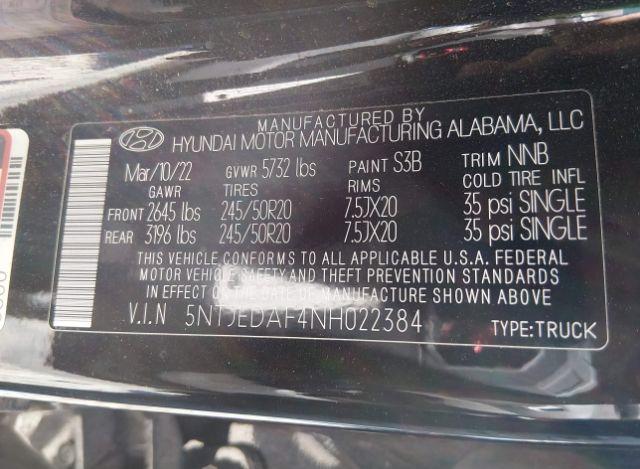 MANUFACTURED BY
HYUNDAI MOTOR MANUFACTURING ALABAMA, LLC
Mar/10/22 GVWR 5732 lbs PAINT S3B TRIM NNB
GAWR TIRES RIMS COLD TIRE INFL
FRONT 2645 lbs 245/50R20 7.5JX20 35 psi SINGLE
REAR 3196 lbs 245/50R20 7.5JX20 35 psi SINGLE
THIS VEHICLE CONFORMS TO ALL APPLICABLE U.S.A. FEDERAL
MOTOR VEHICLE SAFETY AND THEFT PREVENTION STANDARDS
IN EFFECT ON THE DATE OF MANUFACTURE SHOWN ABOVE.
V.I.N 5NTJEDAF4NH022384 TYPE:TRUCK